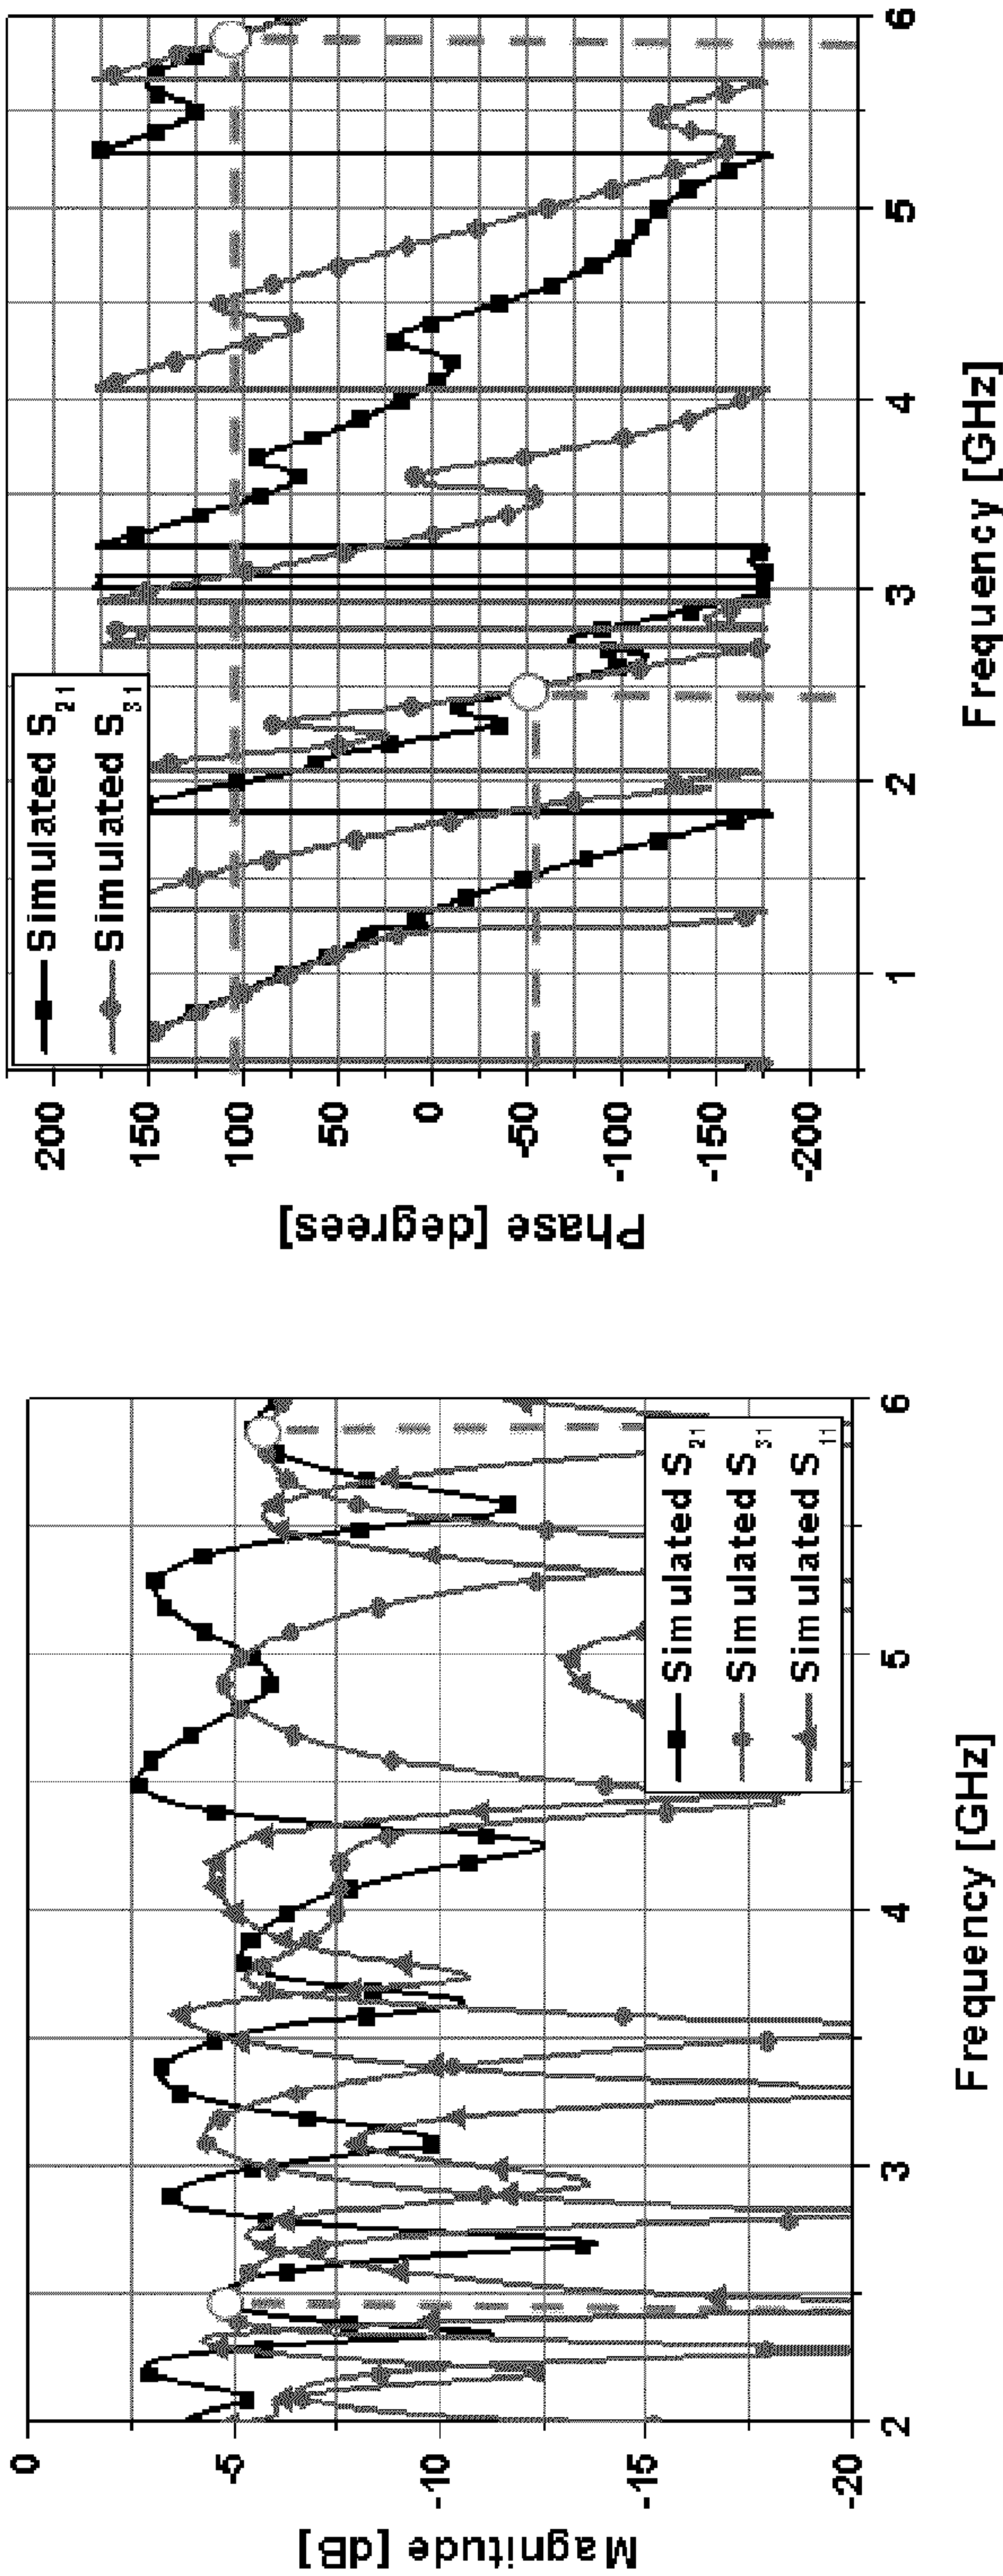 0
-5
-10
-15
-20
Magnitude [dB]
2
3
4
5
6
Frequency [GHz]
Simulated S21
Simulated S31
Simulated S11
200
150
100
50
0
-50
-100
-150
-200
Phase [degrees]
1
2
3
4
5
6
Frequency [GHz]
Simulated S21
Simulated S31